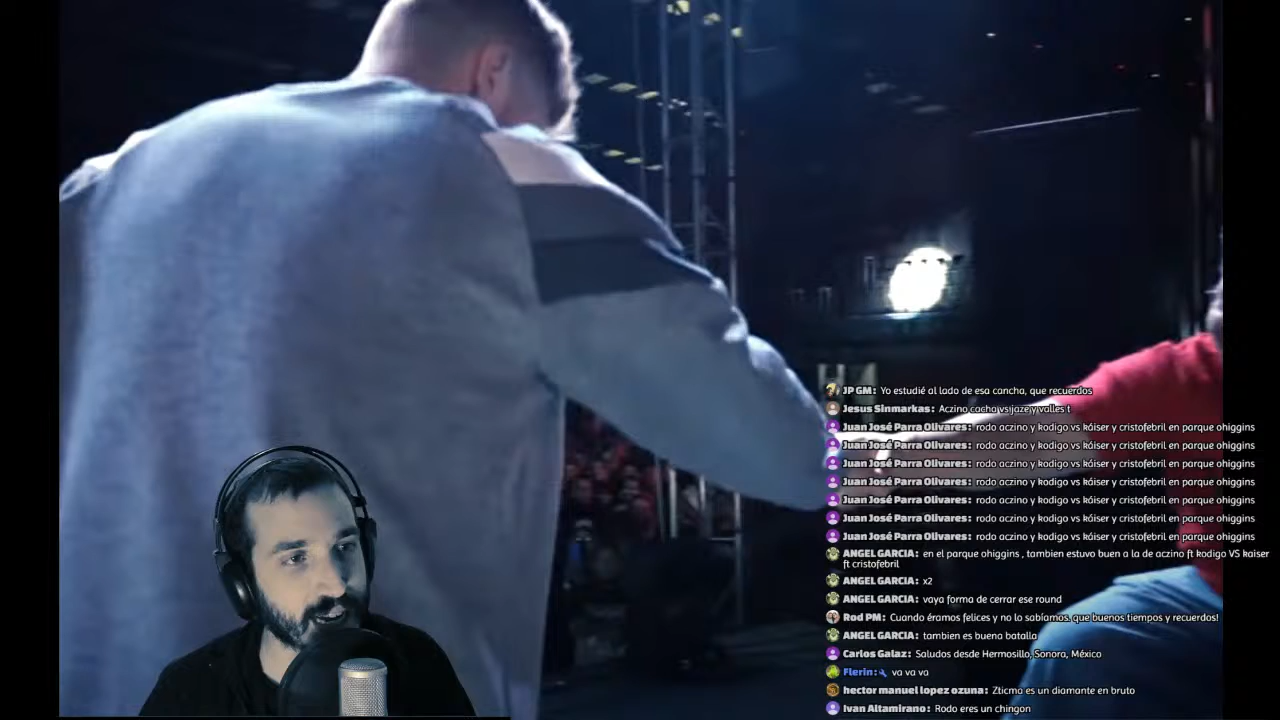 JP GM: Yo estudié al lado de esa cancha, que recuerdos
Jesus Sinmarkas: Aczino cacha vsijaze y valles t
Juan José Parra Olivares: rodo aczino y kodigo vs káiser y cristofebril en parque ohiggins
Juan José Parra Olivares: rodo aczino y kodigo vs káiser y cristofebril en parque ohiggins
Juan José Parra Olivares: rodo aczino y kodigo vs káiser y cristofebril en parque ohiggins
Juan José Parra Olivares: rodo aczino y kodigo vs káiser y cristofebril en parque ohiggins
Juan José Parra Olivares: rodo aczino y kodigo vs káiser y cristofebril en parque ohiggins
Juan José Parra Olivares: rodo aczino y kodigo vs káiser y cristofebril en parque ohiggins
Juan José Parra Olivares: rodo aczino y kodigo vs káiser y cristofebril en parque ohiggins
ANGEL GARCIA: en el parque ohiggins , tambien estuvo buen a la de aczino ft kodigo VS kaiser
ft cristofebril
ANGEL GARCIA: x2
ANGEL GARCIA: vaya forma de cerrar ese round
Rod PM: Cuando éramos felices y no lo sabíamos, que buenos tiempos y recuerdos!
ANGEL GARCIA: tambien es buena batalla
Carlos Galaz: Saludos desde Hermosillo, Sonora, México
Flerin: va va va
hector manuel lopez ozuna: Zticma es un diamante en bruto
Ivan Altamirano: Rodo eres un chingon